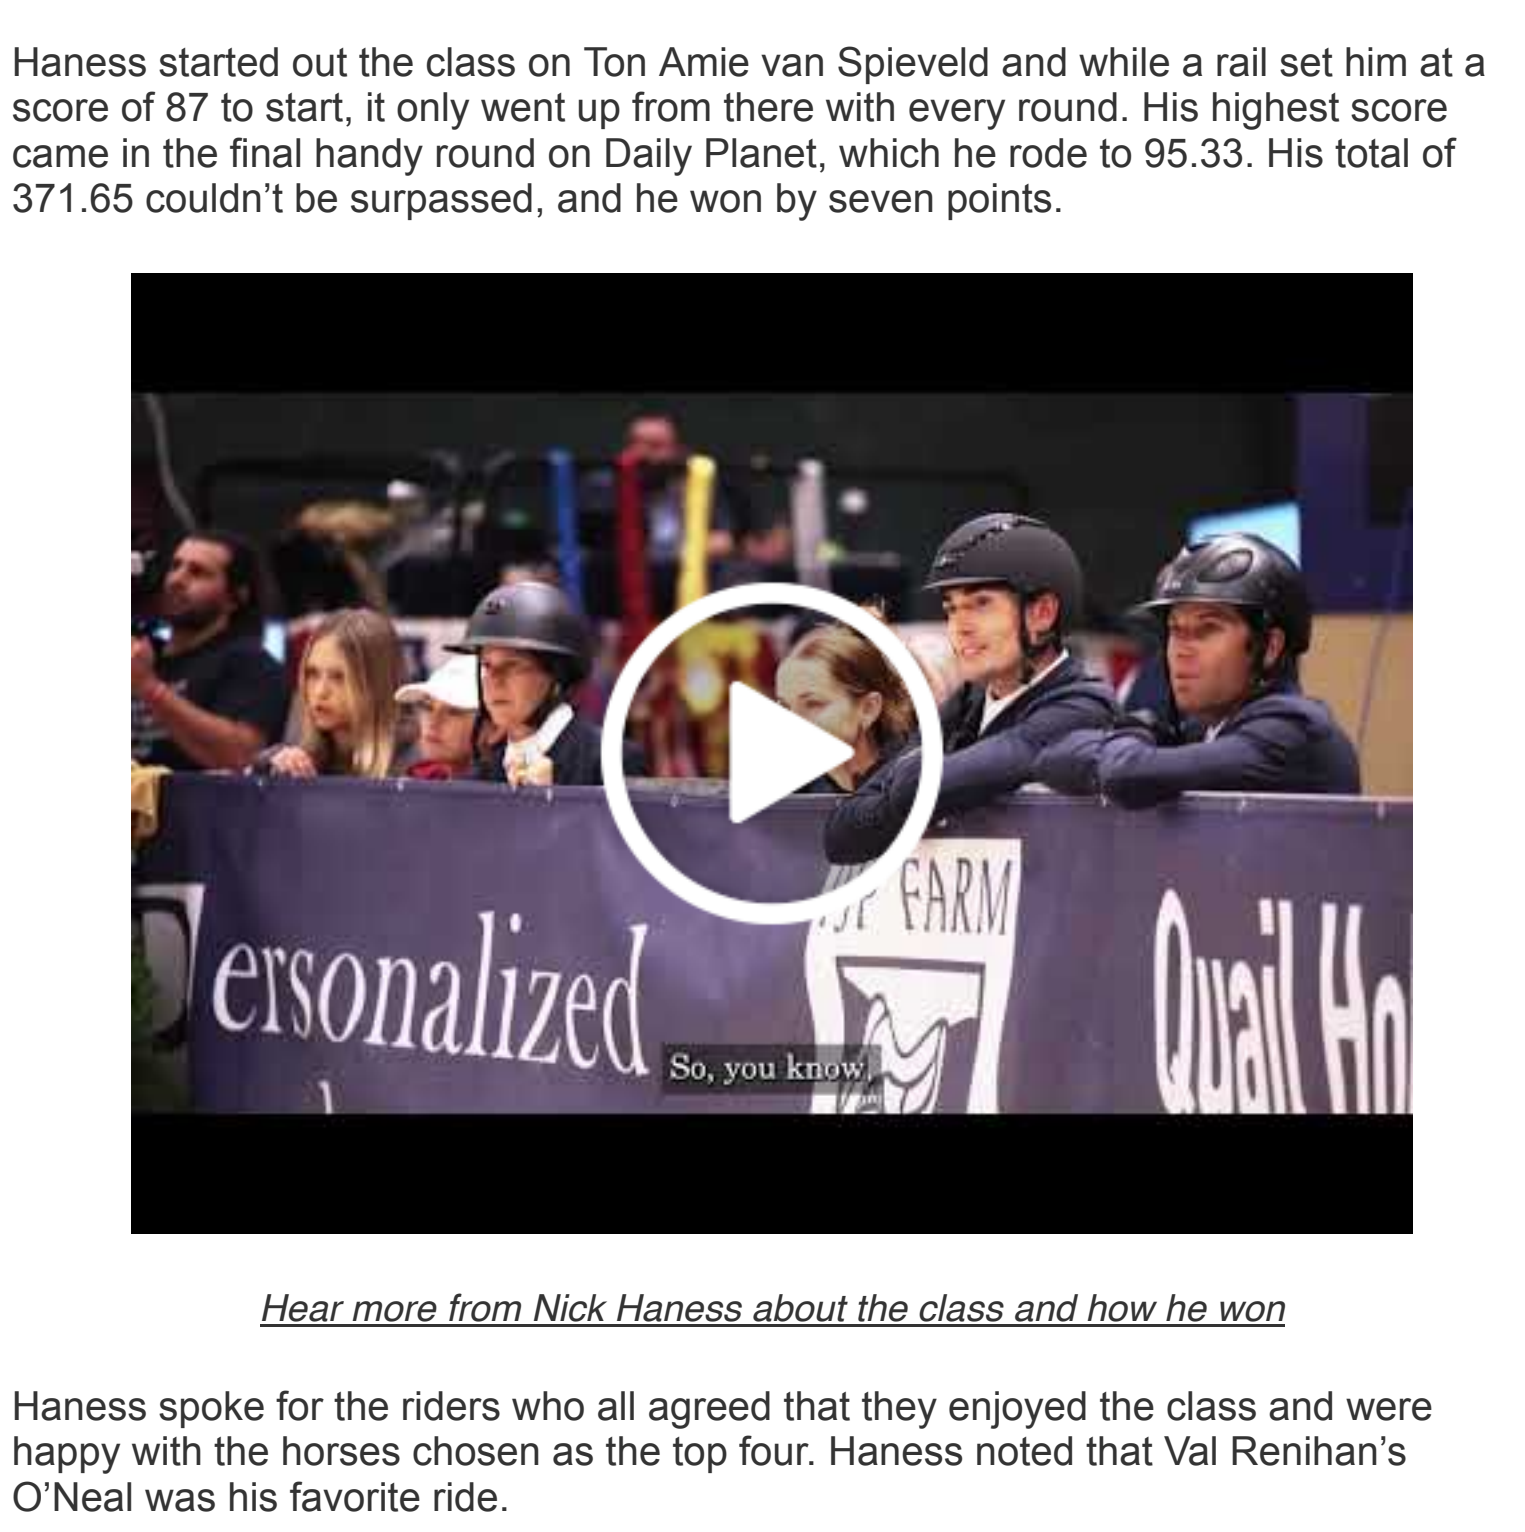 Haness started out the class on Ton Amie van Spieveld and while a rail set him at a
score of 87 to start, it only went up from there with every round. His highest score
came in the final handy round on Daily Planet, which he rode to 95.33. His total of
371.65 couldn’t be surpassed, and he won by seven points.
FARM
ersonalized
Quail Ho
So, you know,
Hear more from Nick Haness about the class and how he won
Haness spoke for the riders who all agreed that they enjoyed the class and were
happy with the horses chosen as the top four. Haness noted that Val Renihan’s
O’Neal was his favorite ride.